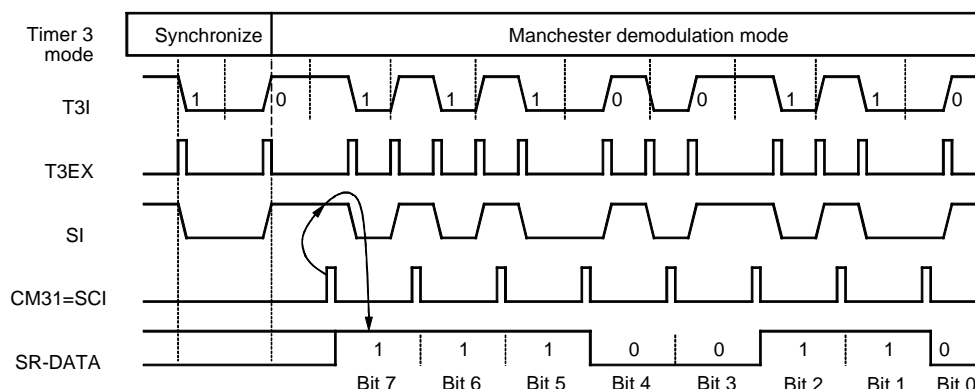 Timer 3 mode
Synchronize
Manchester demodulation mode
T3I
1 0 1 1 1 0 0 1 1 0
T3EX
SI
CM31=SCI
SR-DATA
1 1 1 0 0 1 1 0
Bit 7 Bit 6 Bit 5 Bit 4 Bit 3 Bit 2 Bit 1 Bit 0